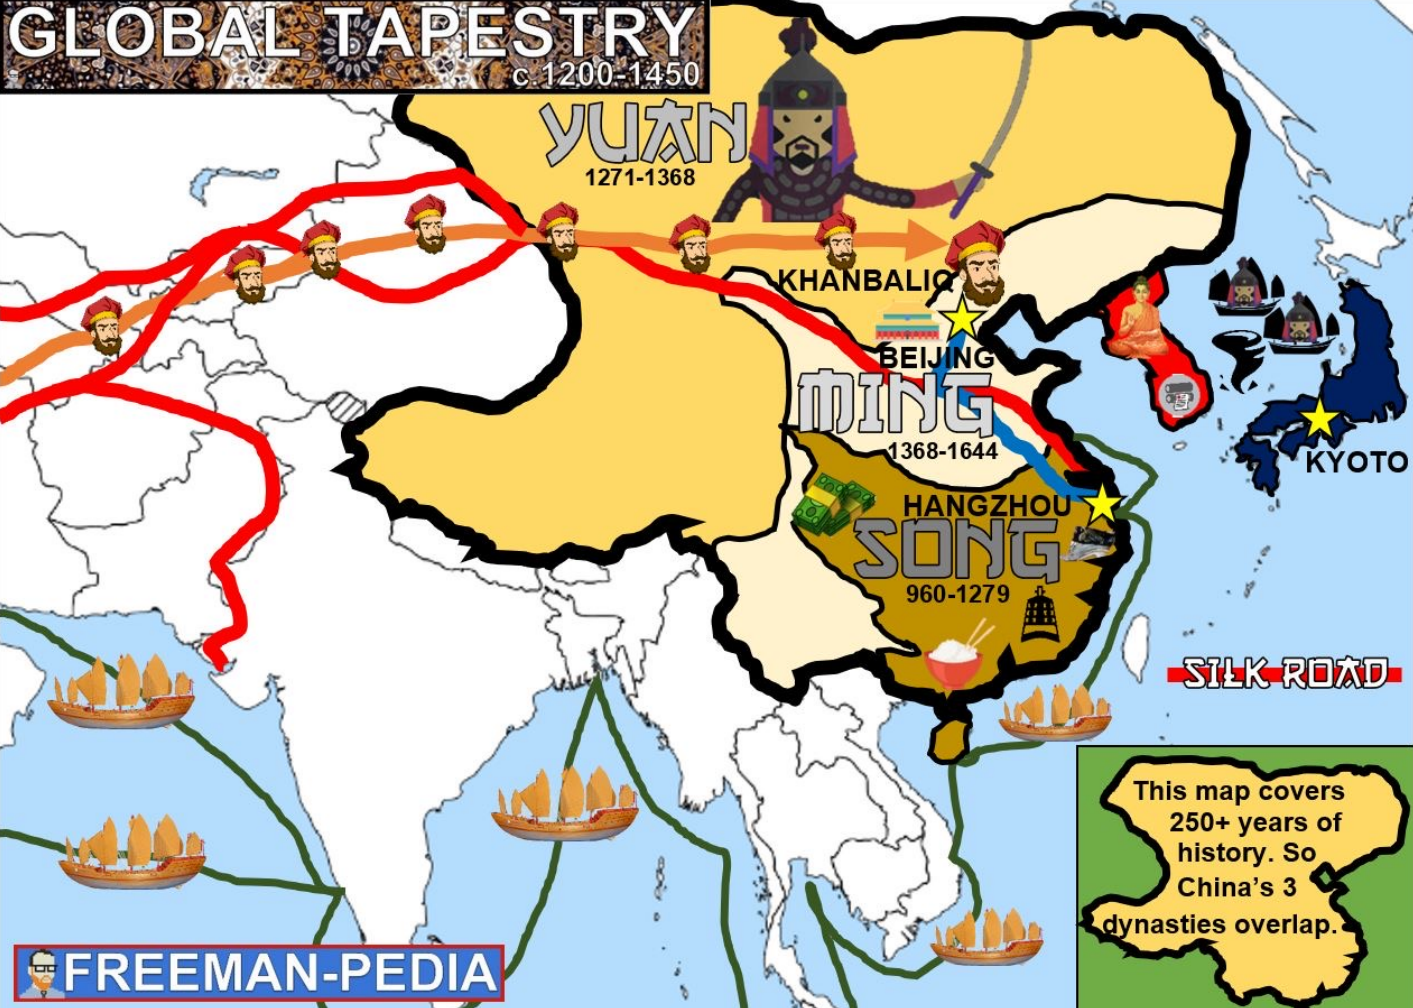 GLOBAL TAPESTRY
c.1200-1450
YUAN
1271-1368
KHANBALIQ
BEIJING
MING
1368-1644
KYOTO
HANGZHOU
SONG
960-1279
SILK ROAD
This map covers
250+ years of
history. So
China's 3
dynasties overlap.
FREEMAN-PEDIA